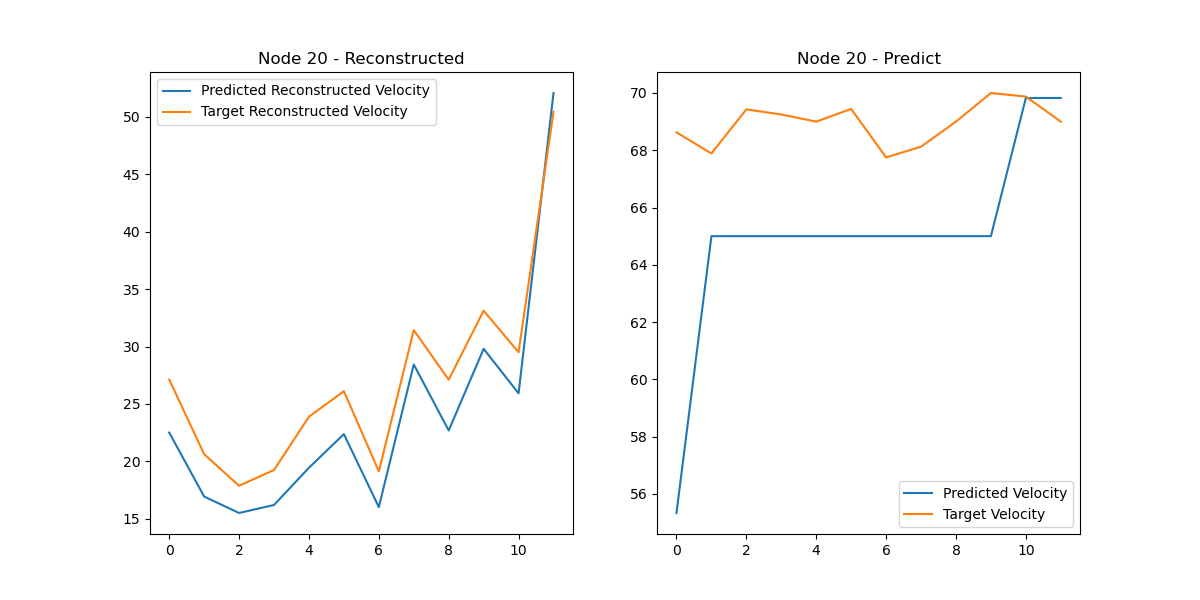 Node 20 - Reconstructed
Predicted Reconstructed Velocity
Target Reconstructed Velocity
50
45
40
35
30
25
20
15
0 2 4 6 8 10
Node 20 - Predict
70
68
66
64
62
60
58
56
Predicted Velocity
Target Velocity
0 2 4 6 8 10